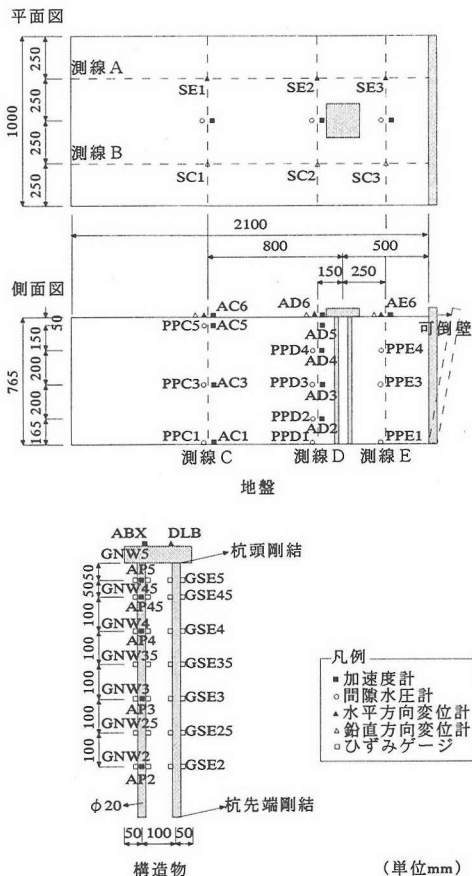 平面図
測線A
SE1 SE2 SE3
測線B
SC1 SC2 SC3
250
250
250
250
1000
2100
800 500
150 250
側面図
AC6 AD6 AE6
可倒壁
PPC5 AC5 AD5
PPD4 AD4 PPE4
PPC3 AC3 PPD3 AD3 PPE3
PPD2 AD2
PPC1 AC1 PPD1 PPE1
測線C 測線D 測線E
50
150
200
200
165
765
地盤
ABX DLB
GNW5 杭頭剛結
AP5 GSE5
GNW45 GSE45
AP45
GNW4 GSE4
AP4
GNW35 GSE35
GNW3 GSE3
AP3
GNW25 GSE25
GNW2 GSE2
AP2
5050
100
100
100
100
100
φ20
杭先端剛結
50 100 50
構造物
凡例
■加速度計
○間隙水圧計
▲水平方向変位計
△鉛直方向変位計
□ひずみゲージ
(単位mm)